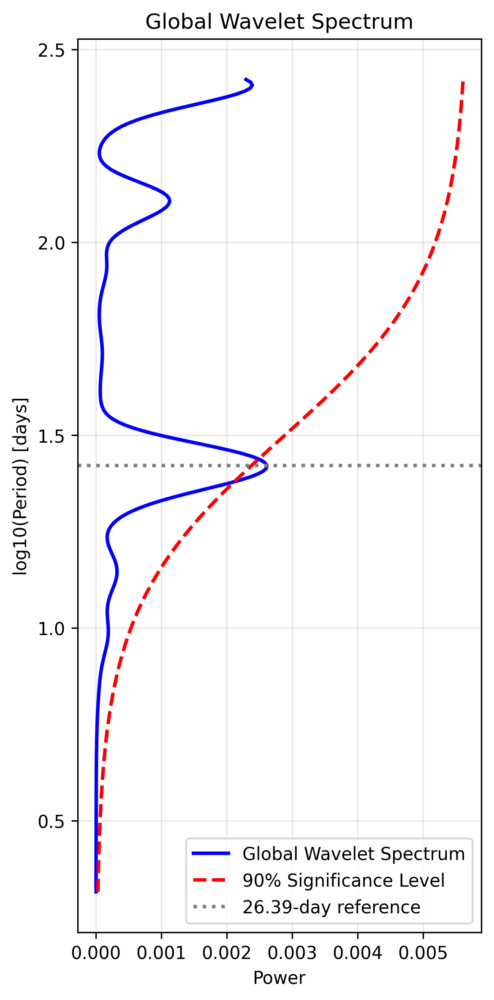 Global Wavelet Spectrum
2.5
2.0
1.5
1.0
0.5
log10(Period) [days]
Global Wavelet Spectrum
90% Significance Level
26.39-day reference
0.000 0.001 0.002 0.003 0.004 0.005
Power